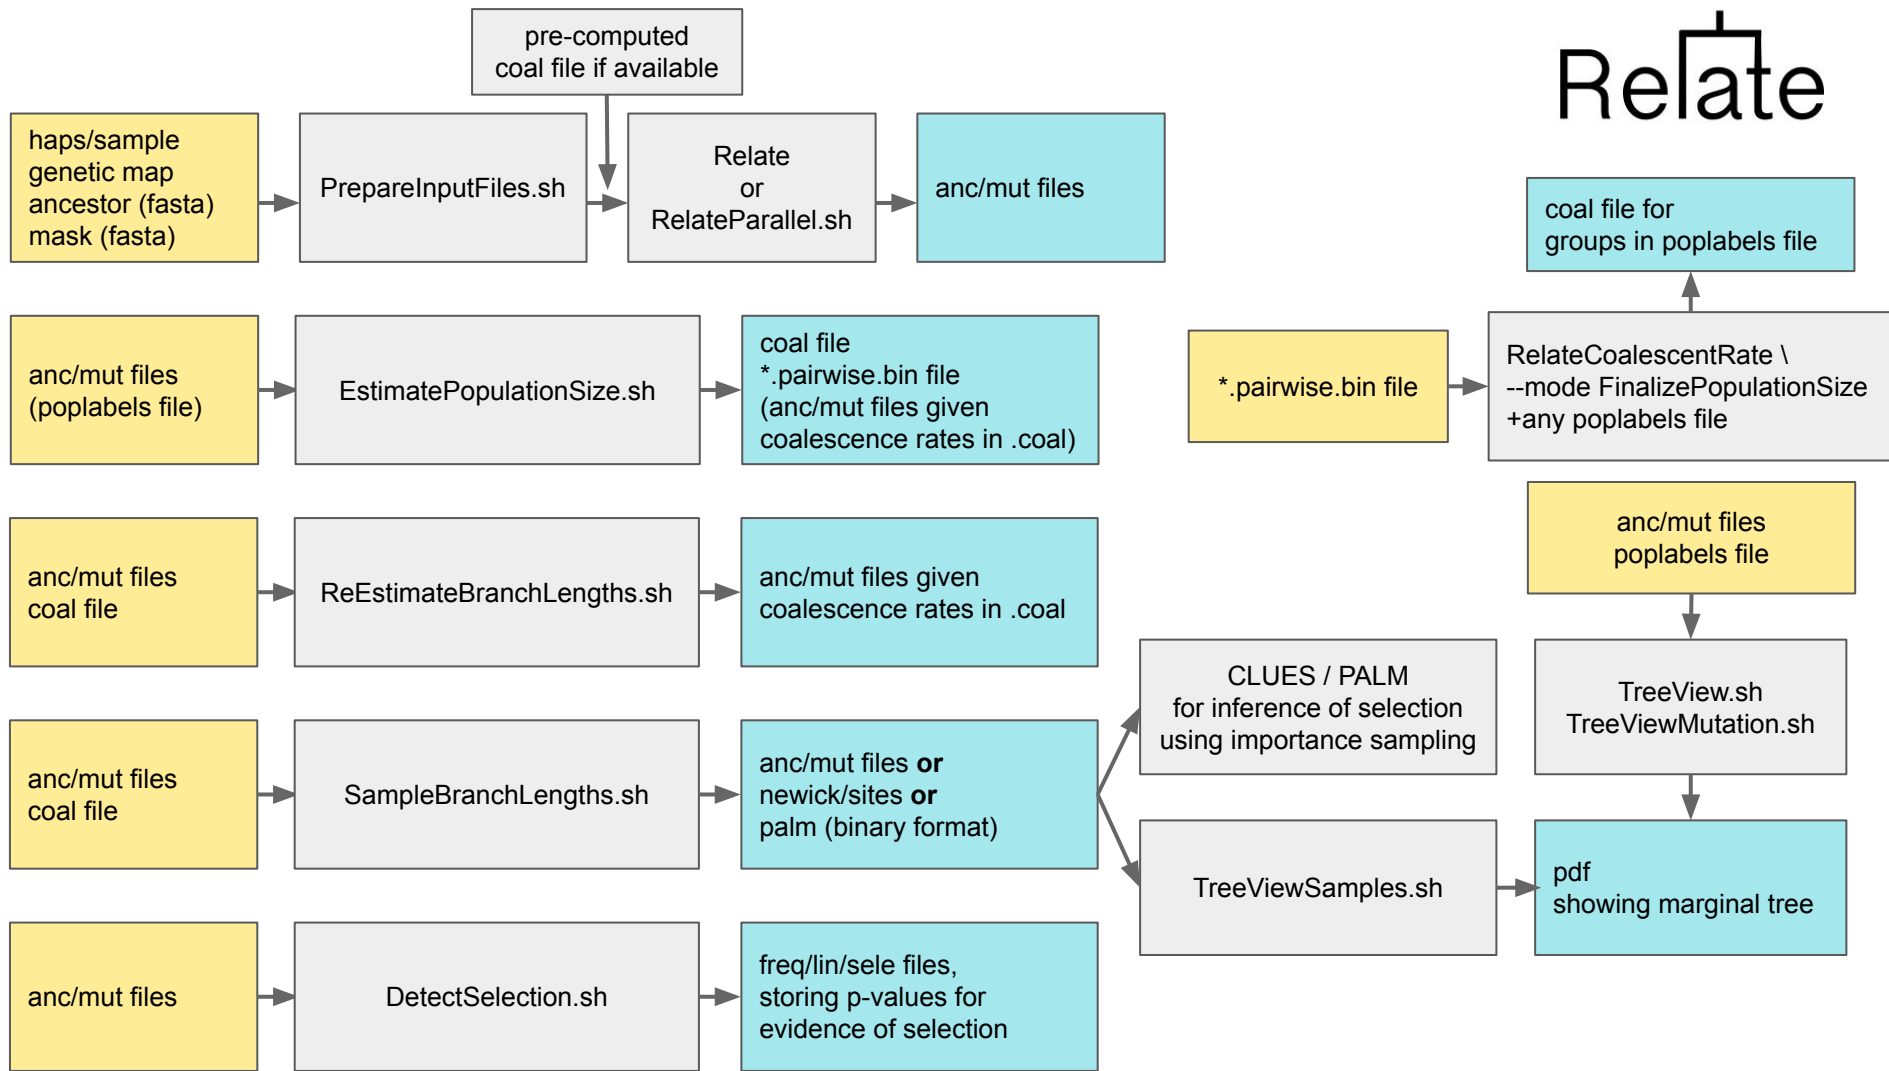 pre-computed
coal file if available
Relate
haps/sample
genetic map
ancestor (fasta)
mask (fasta)
PrepareInputFiles.sh
Relate
or
RelateParallel.sh
anc/mut files
coal file for
groups in poplabels file
anc/mut files
(poplabels file)
EstimatePopulationSize.sh
coal file
*.pairwise.bin file
(anc/mut files given
coalescence rates in .coal)
*.pairwise.bin file
RelateCoalescentRate \
--mode FinalizePopulationSize
+any poplabels file
anc/mut files
coal file
ReEstimateBranchLengths.sh
anc/mut files given
coalescence rates in .coal
anc/mut files
poplabels file
CLUES / PALM
for inference of selection
using importance sampling
TreeView.sh
TreeViewMutation.sh
anc/mut files
coal file
SampleBranchLengths.sh
anc/mut files or
newick/sites or
palm (binary format)
TreeViewSamples.sh
pdf
showing marginal tree
anc/mut files
DetectSelection.sh
freq/lin/sele files,
storing p-values for
evidence of selection